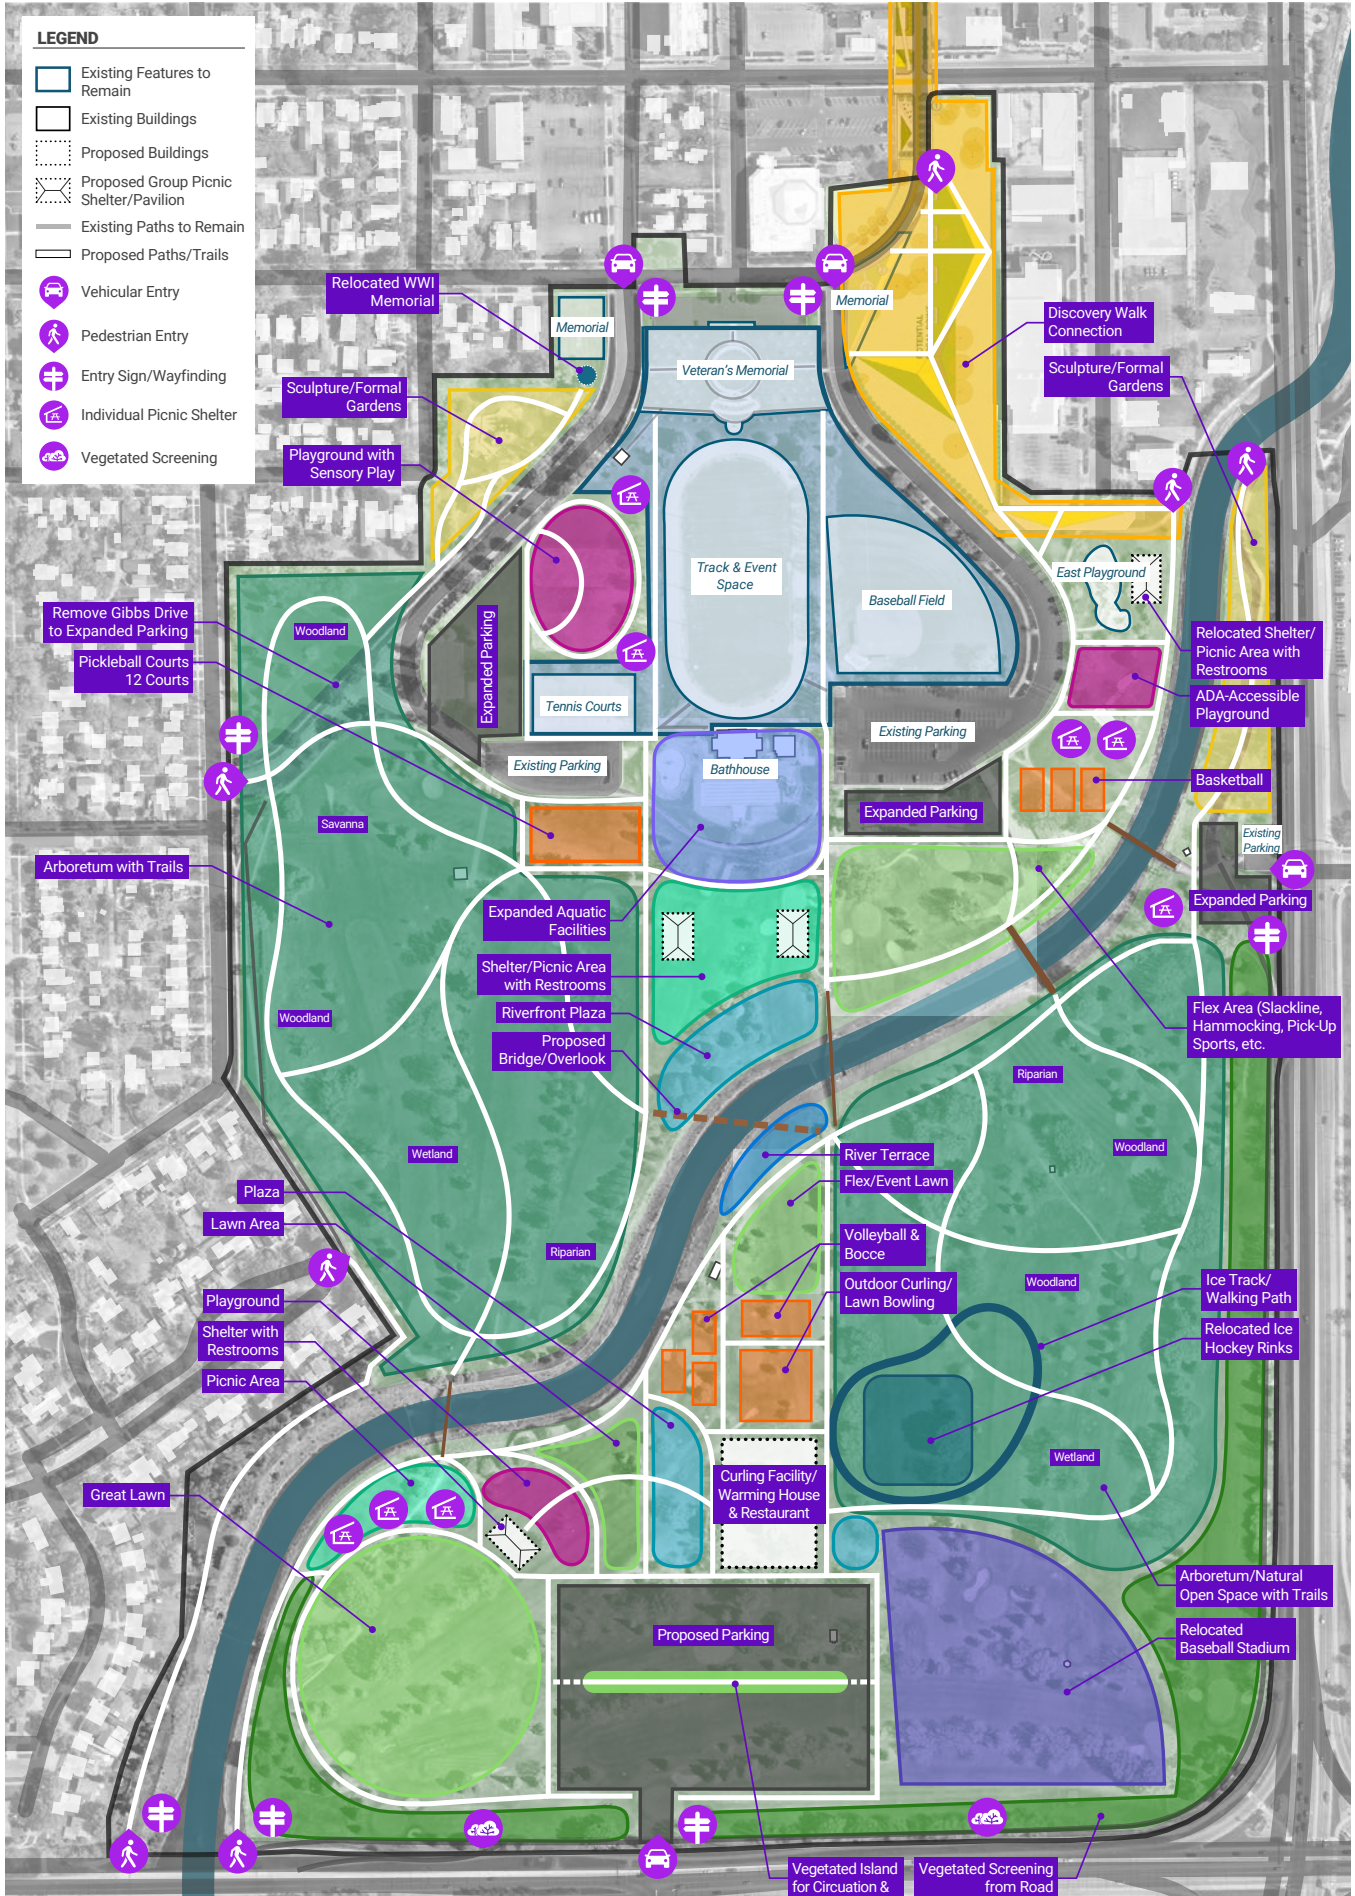 LEGEND
Existing Features to
Remain
Existing Buildings
Proposed Buildings
Proposed Group Picnic
Shelter/Pavilion
Existing Paths to Remain
Proposed Paths/Trails
Vehicular Entry
Pedestrian Entry
Entry Sign/Wayfinding
Individual Picnic Shelter
Vegetated Screening
Relocated WWI
Memorial
Memorial
Memorial
Discovery Walk
Connection
Veteran's Memorial
Sculpture/Formal
Gardens
Sculpture/Formal
Gardens
Playground with
Sensory Play
Track & Event
Space
Baseball Field
East Playground
Remove Gibbs Drive
to Expanded Parking
Woodland
Expanded Parking
Relocated Shelter/
Picnic Area with
Restrooms
Pickleball Courts
12 Courts
Tennis Courts
ADA-Accessible
Playground
Existing Parking
Existing Parking
Bathhouse
Basketball
Expanded Parking
Savanna
Existing
Parking
Arboretum with Trails
Expanded Parking
Expanded Aquatic
Facilities
Shelter/Picnic Area
with Restrooms
Riverfront Plaza
Proposed
Bridge/Overlook
Woodland
Flex Area (Slackline,
Hammocking, Pick-Up
Sports, etc.
Riparian
Wetland
Woodland
River Terrace
Flex/Event Lawn
Plaza
Lawn Area
Volleyball &
Bocce
Riparian
Outdoor Curling/
Lawn Bowling
Woodland
Ice Track/
Walking Path
Playground
Relocated Ice
Hockey Rinks
Shelter with
Restrooms
Picnic Area
Wetland
Great Lawn
Curling Facility/
Warming House
& Restaurant
Arboretum/Natural
Open Space with Trails
Proposed Parking
Relocated
Baseball Stadium
Vegetated Island
for Circuation &
Vegetated Screening
from Road